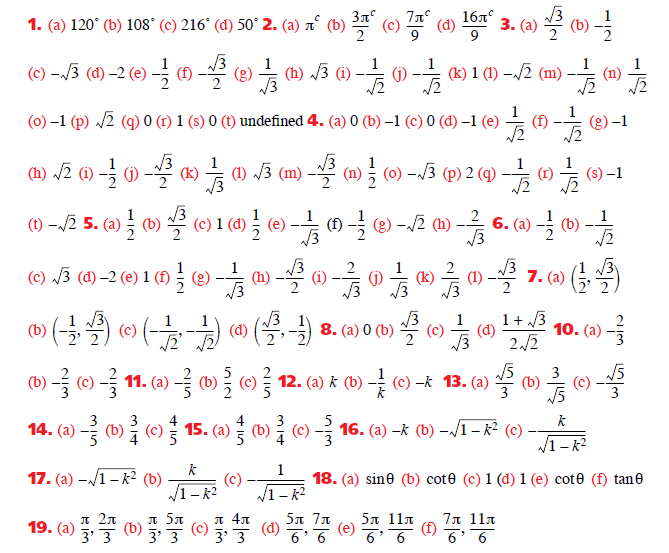 1. (a) 120° (b) 108° (c) 216° (d) 50° 2. (a) πᶜ (b) 3πᶜ/2 (c) 7πᶜ/9 (d) 16πᶜ/9 3. (a) √3/2 (b) –1/2
(c) –√3 (d) –2 (e) –1/2 (f) –√3/2 (g) 1/√3 (h) √3 (i) –1/√2 (j) –1/√2 (k) 1 (l) –√2 (m) –1/√2 (n) 1/√2
(o) –1 (p) √2 (q) 0 (r) 1 (s) 0 (t) undefined 4. (a) 0 (b) –1 (c) 0 (d) –1 (e) 1/√2 (f) –1/√2 (g) –1
(h) √2 (i) –1/2 (j) –√3/2 (k) 1/√3 (l) √3 (m) –√3/2 (n) 1/2 (o) –√3 (p) 2 (q) –1/√2 (r) 1/√2 (s) –1
(t) –√2 5. (a) 1/2 (b) √3/2 (c) 1 (d) 1/2 (e) –1/√3 (f) –1/2 (g) –√2 (h) –2/√3 6. (a) –1/2 (b) –1/√2
(c) √3 (d) –2 (e) 1 (f) 1/2 (g) –1/√3 (h) –√3/2 (i) –2/√3 (j) 1/√3 (k) 2/√3 (l) –√3/2 7. (a) (1/2, √3/2)
(b) (–1/2, √3/2) (c) (–1/√2, –1/√2) (d) (√3/2, –1/2) 8. (a) 0 (b) √3/2 (c) 1/√3 (d) (1 + √3)/(2√2) 10. (a) –2/3
(b) –2/3 (c) –2/3 11. (a) –2/5 (b) 5/2 (c) 2/5 12. (a) k (b) –1/k (c) –k 13. (a) √5/3 (b) 3/√5 (c) –√5/3
14. (a) –3/5 (b) 3/4 (c) 4/5 15. (a) 4/5 (b) 3/4 (c) –5/3 16. (a) –k (b) –√(1 – k²) (c) –k/√(1 – k²)
17. (a) –√(1 – k²) (b) k/√(1 – k²) (c) –1/√(1 – k²) 18. (a) sinθ (b) cotθ (c) 1 (d) 1 (e) cotθ (f) tanθ
19. (a) π/3, 2π/3 (b) π/3, 5π/3 (c) π/3, 4π/3 (d) 5π/6, 7π/6 (e) 5π/6, 11π/6 (f) 7π/6, 11π/6